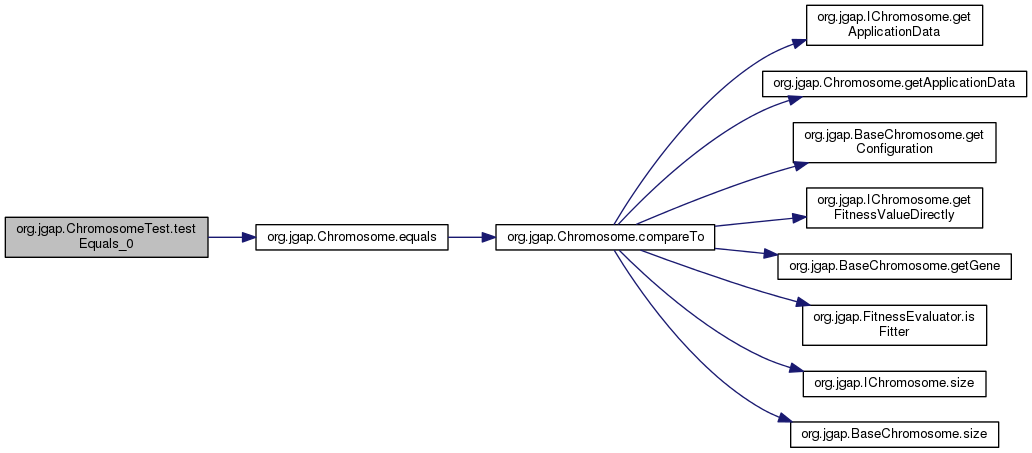 org.jgap.ChromosomeTest.test
Equals_0
org.jgap.Chromosome.equals
org.jgap.Chromosome.compareTo
org.jgap.IChromosome.get
ApplicationData
org.jgap.Chromosome.getApplicationData
org.jgap.BaseChromosome.get
Configuration
org.jgap.IChromosome.get
FitnessValueDirectly
org.jgap.BaseChromosome.getGene
org.jgap.FitnessEvaluator.is
Fitter
org.jgap.IChromosome.size
org.jgap.BaseChromosome.size